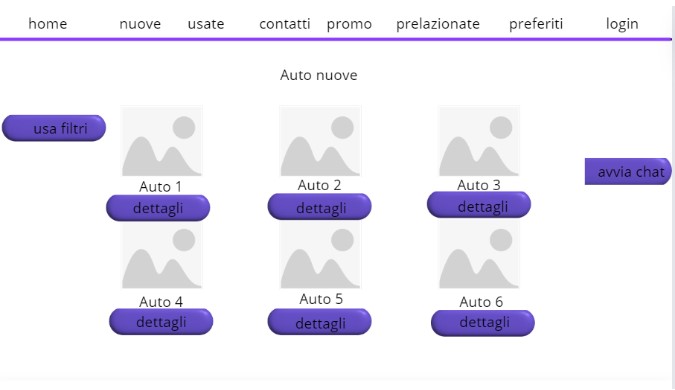 home nuove usate contatti promo prelazionate preferiti login
Auto nuove
usa filtri
avvia chat
Auto 1 Auto 2 Auto 3
dettagli dettagli dettagli
Auto 4 Auto 5 Auto 6
dettagli dettagli dettagli